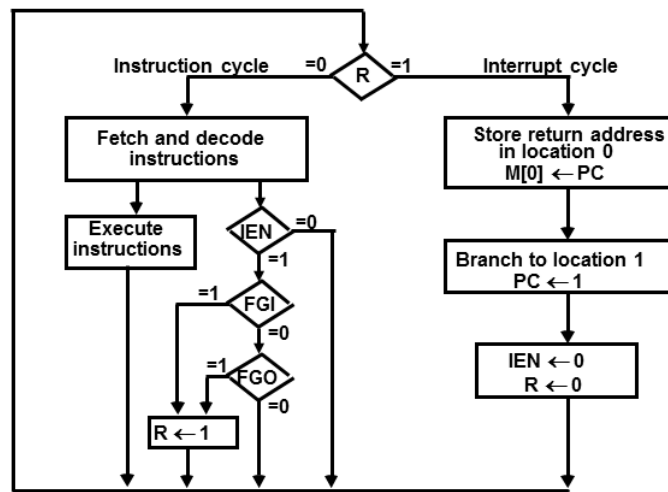 Instruction cycle
=0
R
=1
Interrupt cycle
Fetch and decode
instructions
Store return address
in location 0
M[0] ← PC
Execute
instructions
IEN
=0
=1
Branch to location 1
PC ← 1
=1
FGI
=0
=1
FGO
=0
IEN ← 0
R ← 0
R ← 1